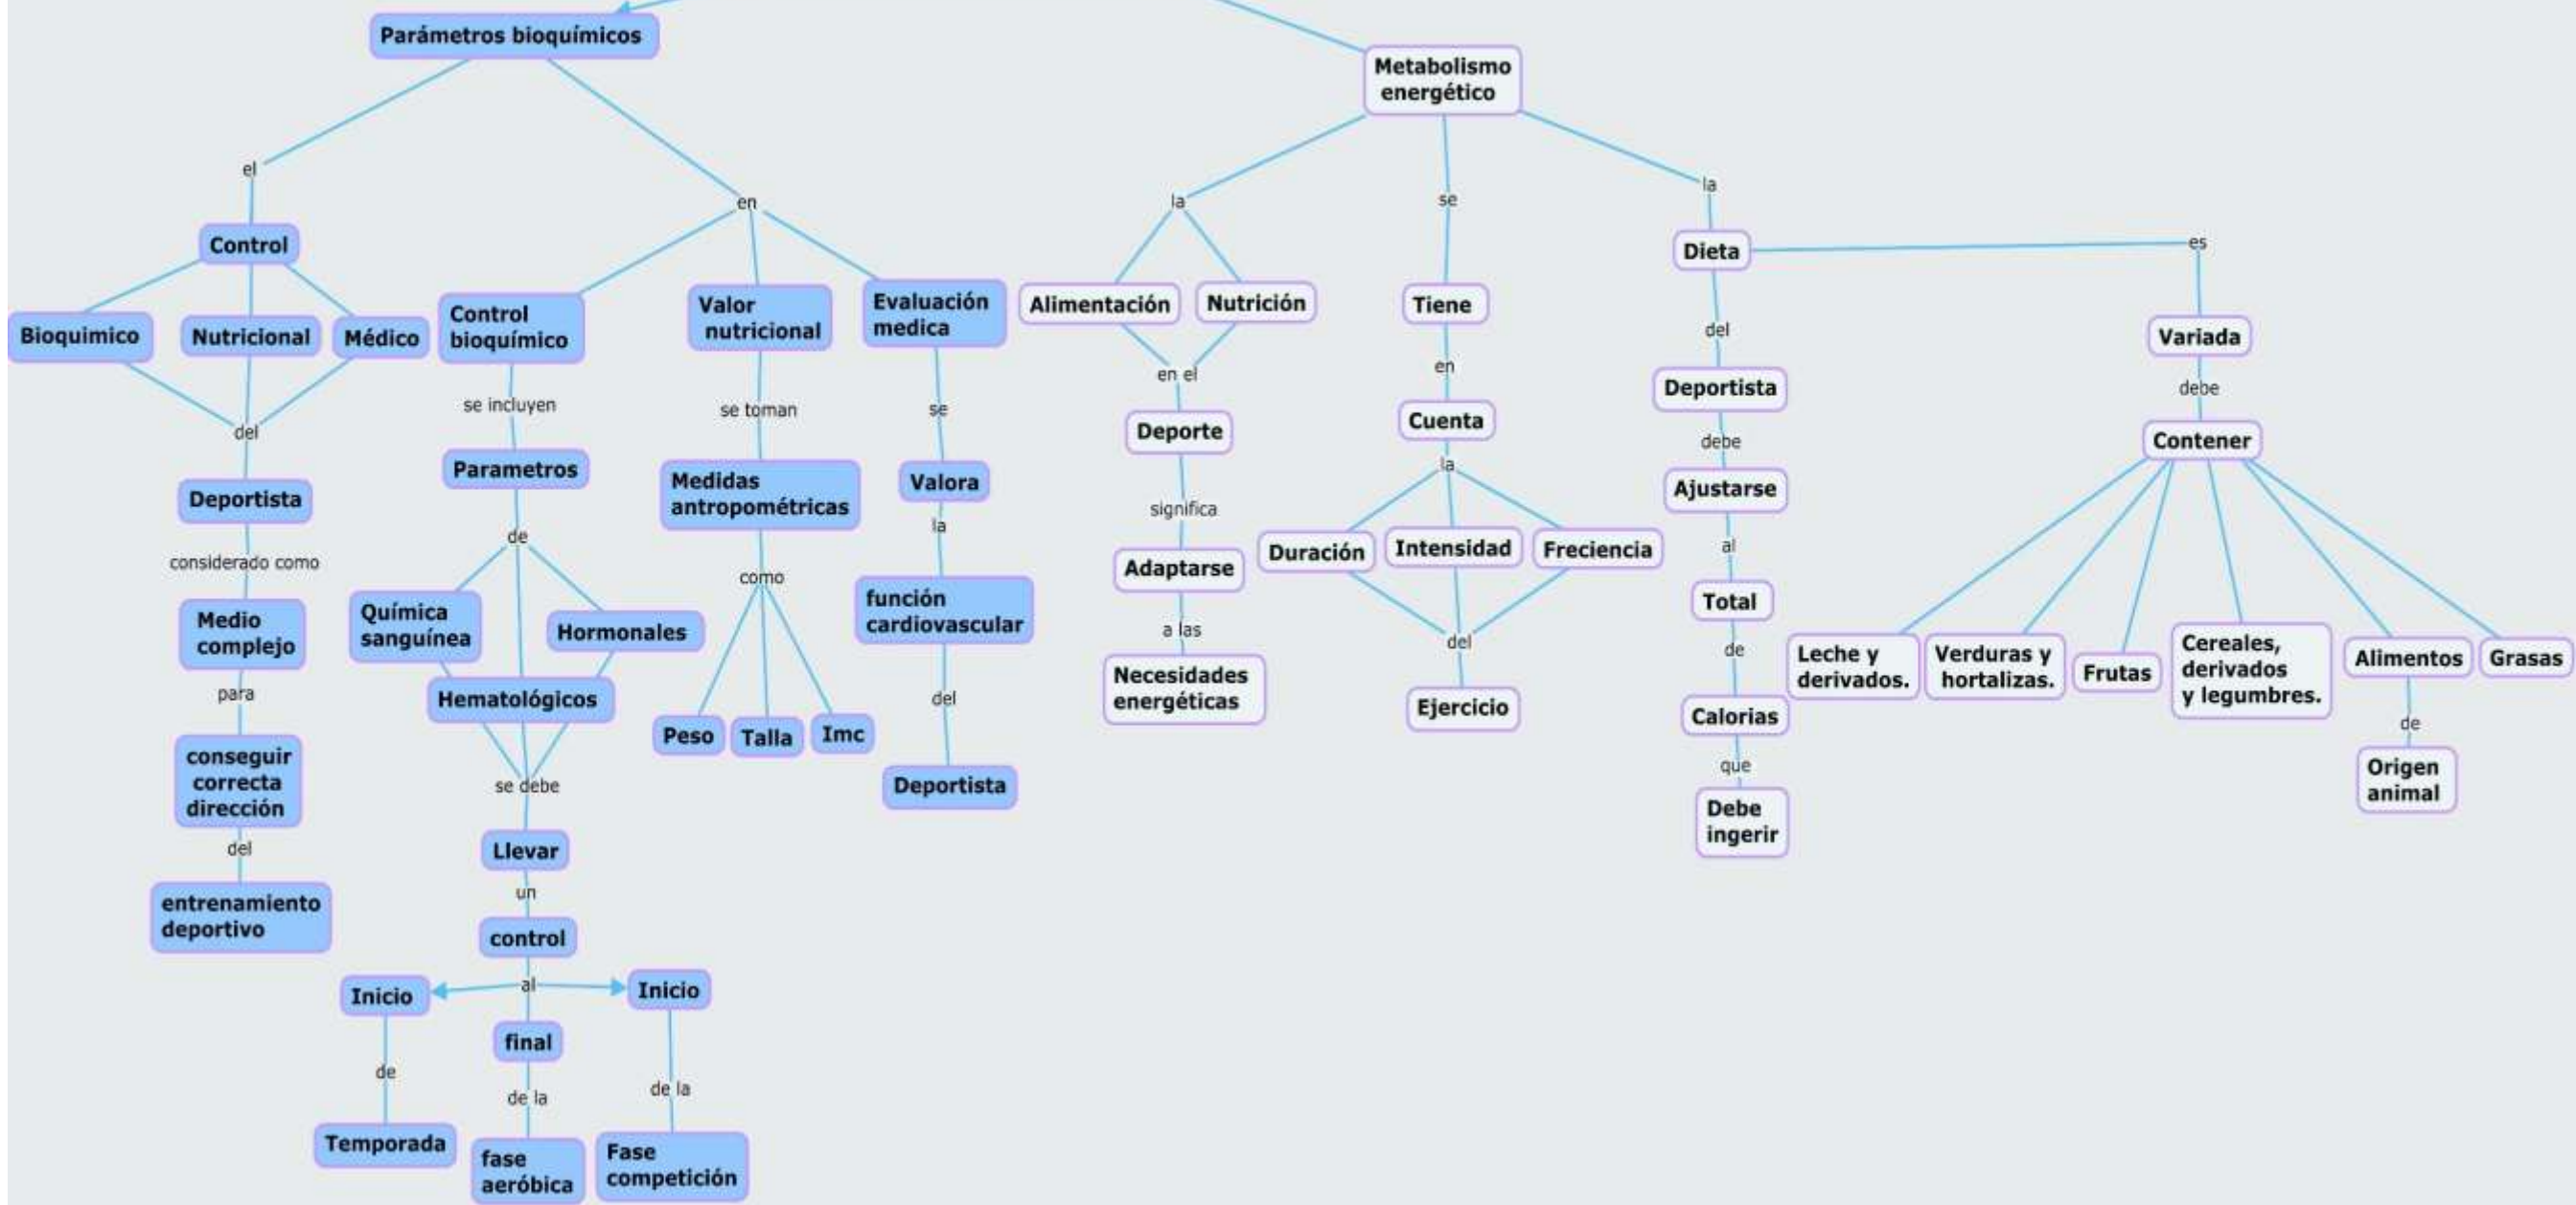 Parámetros bioquímicos
el
Control
Bioquimico
Nutricional
Médico
del
Deportista
considerado como
Medio
complejo
para
conseguir
correcta
dirección
del
entrenamiento
deportivo
en
Control
bioquímico
se incluyen
Parametros
de
Química
sanguínea
Hormonales
Hematológicos
se debe
Llevar
un
control
al
Inicio
de
Temporada
final
de la
fase
aeróbica
Inicio
de la
Fase
competición
Valor
nutricional
se toman
Medidas
antropométricas
como
Peso
Talla
Imc
Evaluación
medica
se
Valora
la
función
cardiovascular
del
Deportista
Metabolismo
energético
la
Alimentación
Nutrición
en el
Deporte
significa
Adaptarse
a las
Necesidades
energéticas
se
Tiene
en
Cuenta
la
Duración
Intensidad
Freciencia
del
Ejercicio
la
Dieta
del
Deportista
debe
Ajustarse
al
Total
de
Calorias
que
Debe
ingerir
es
Variada
debe
Contener
Leche y
derivados.
Verduras y
hortalizas.
Frutas
Cereales,
derivados
y legumbres.
Alimentos
de
Origen
animal
Grasas